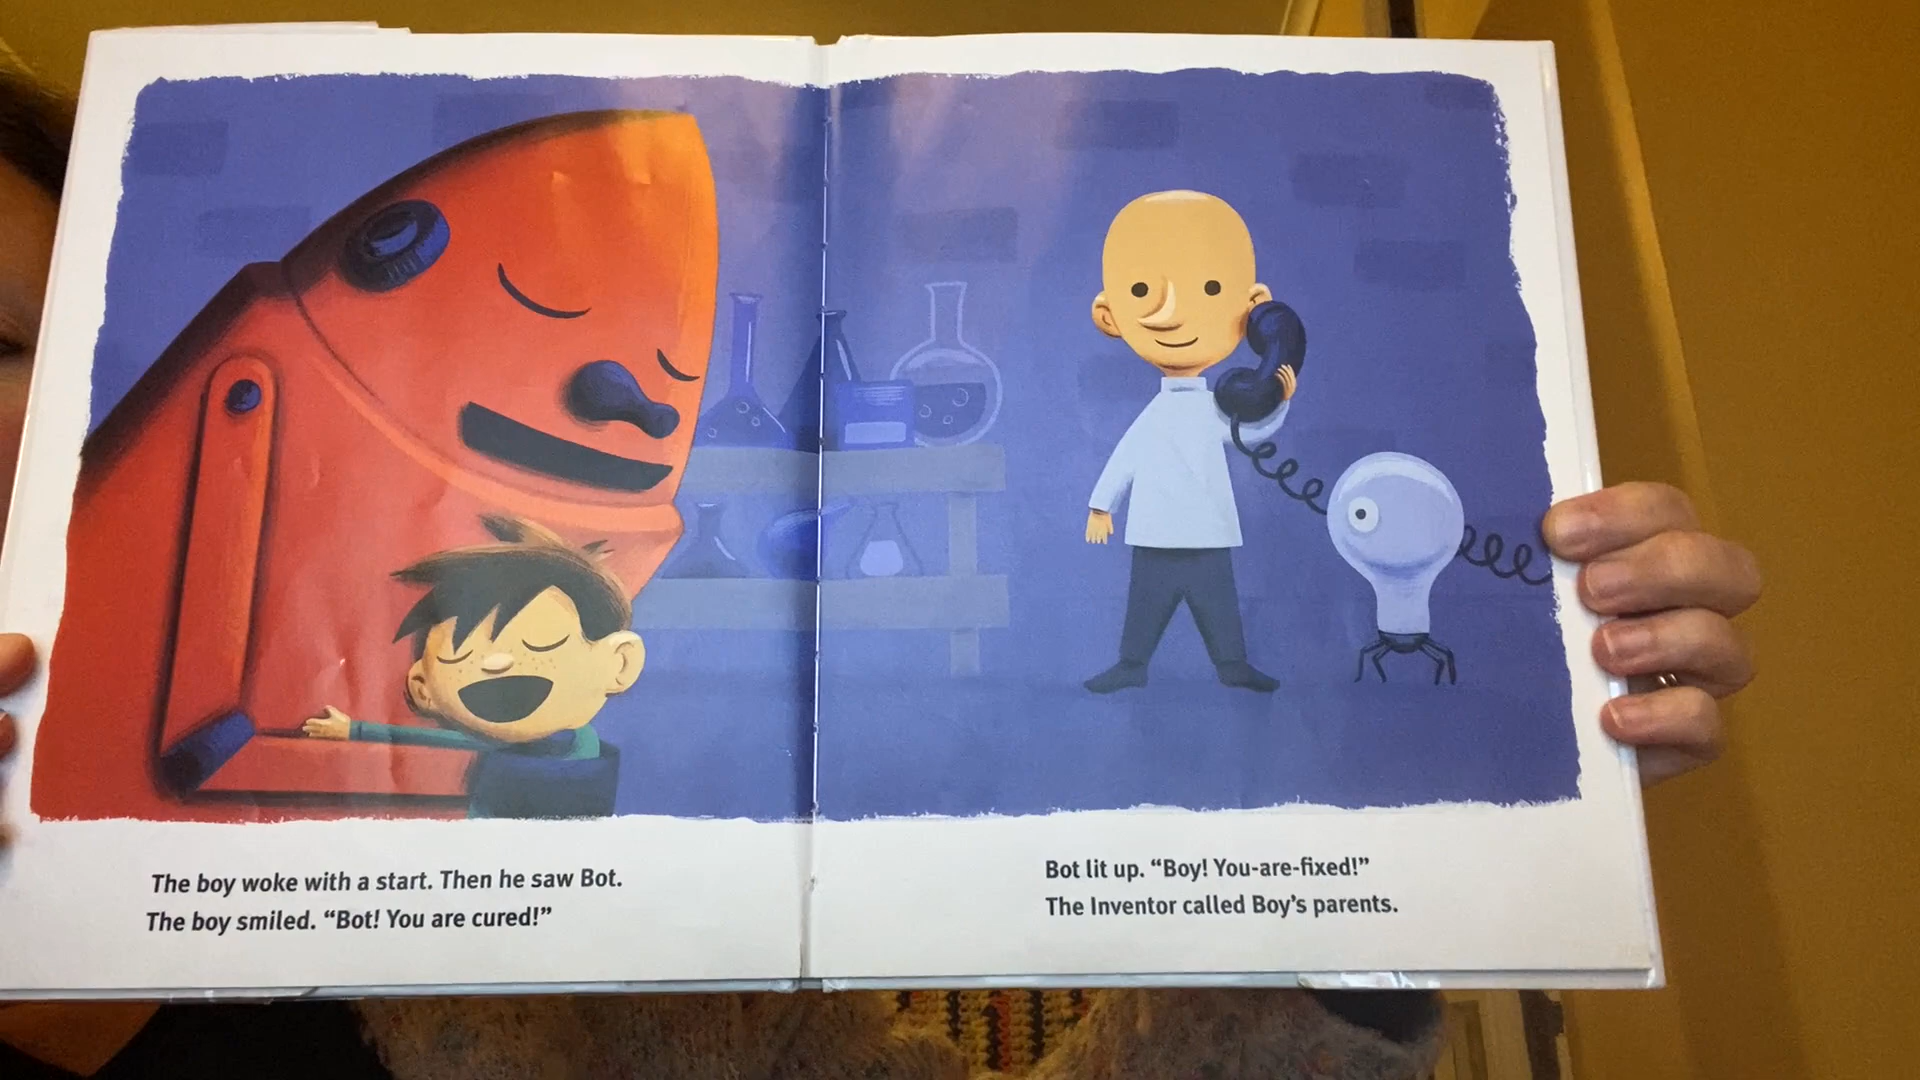 The boy woke with a start. Then he saw Bot.
The boy smiled. “Bot! You are cured!”
Bot lit up. “Boy! You-are-fixed!”
The Inventor called Boy’s parents.